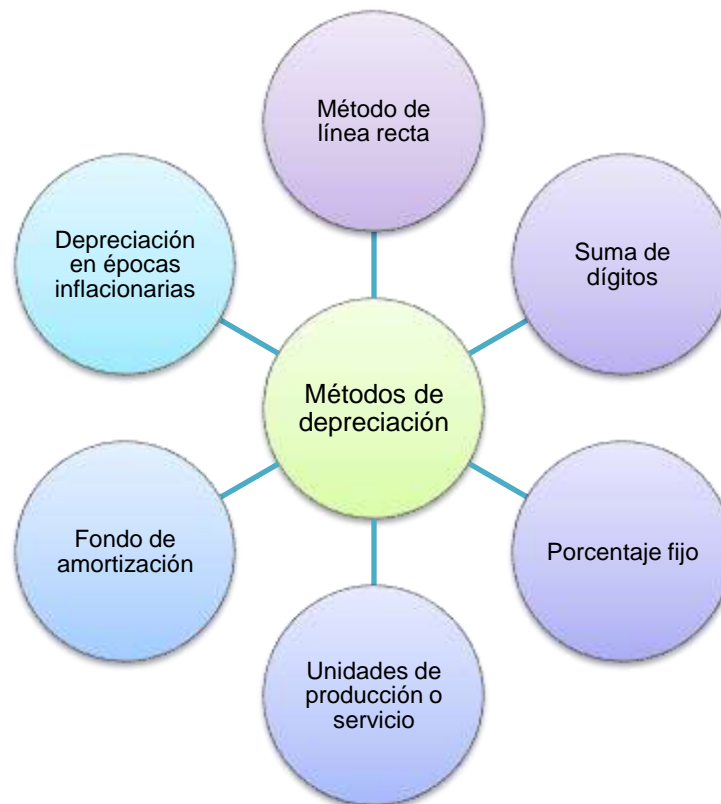 Método de
línea recta
Depreciación
en épocas
inflacionarias
Suma de
dígitos
Métodos de
depreciación
Fondo de
amortización
Porcentaje fijo
Unidades de
producción o
servicio